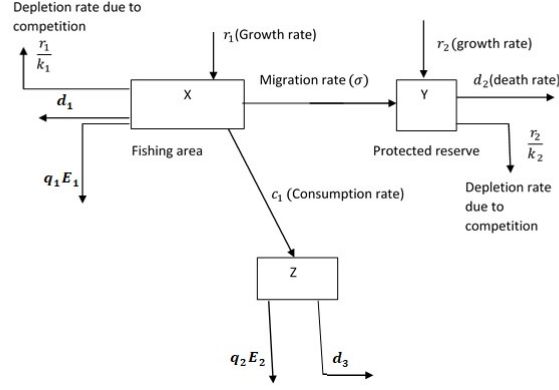 Depletion rate due to
competition
r₁
k₁
r₁(Growth rate)
r₂(growth rate)
Migration rate (σ)
d₂(death rate)
X
Y
d₁
Fishing area
Protected reserve
r₂
k₂
q₁E₁
c₁ (Consumption rate)
Depletion rate
due to
competition
Z
q₂E₂
d₃